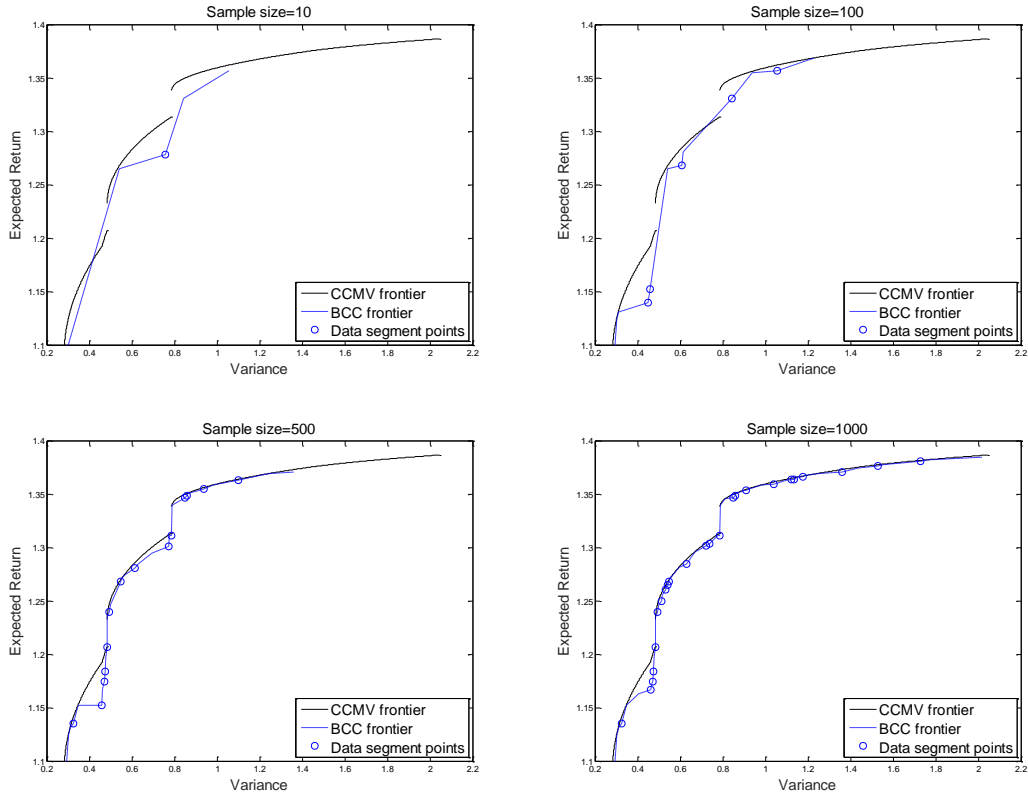 Sample size=10
1.4
1.35
1.3
1.25
1.2
1.15
1.1
Expected Return
0.2 0.4 0.6 0.8 1 1.2 1.4 1.6 1.8 2 2.2
Variance
CCMV frontier
BCC frontier
Data segment points
Sample size=100
1.4
1.35
1.3
1.25
1.2
1.15
1.1
Expected Return
0.2 0.4 0.6 0.8 1 1.2 1.4 1.6 1.8 2 2.2
Variance
CCMV frontier
BCC frontier
Data segment points
Sample size=500
1.4
1.35
1.3
1.25
1.2
1.15
1.1
Expected Return
0.2 0.4 0.6 0.8 1 1.2 1.4 1.6 1.8 2 2.2
Variance
CCMV frontier
BCC frontier
Data segment points
Sample size=1000
1.4
1.35
1.3
1.25
1.2
1.15
1.1
Expected Return
0.2 0.4 0.6 0.8 1 1.2 1.4 1.6 1.8 2 2.2
Variance
CCMV frontier
BCC frontier
Data segment points